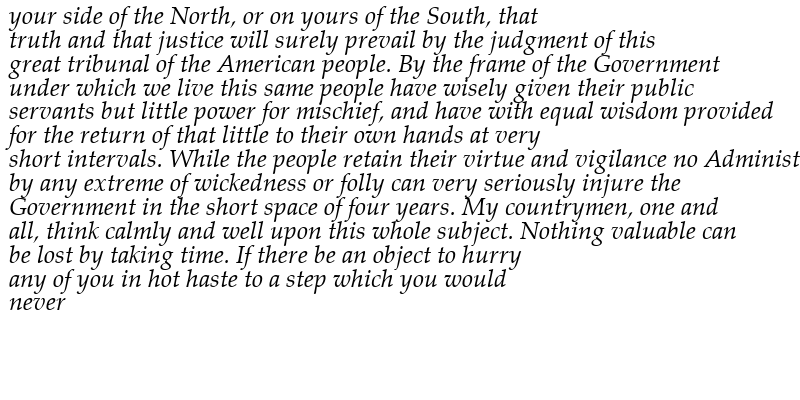 your side of the North, or on yours of the South, that
truth and that justice will surely prevail by the judgment of this
great tribunal of the American people. By the frame of the Government
under which we live this same people have wisely given their public
servants but little power for mischief, and have with equal wisdom provided
for the return of that little to their own hands at very
short intervals. While the people retain their virtue and vigilance no Administ
by any extreme of wickedness or folly can very seriously injure the
Government in the short space of four years. My countrymen, one and
all, think calmly and well upon this whole subject. Nothing valuable can
be lost by taking time. If there be an object to hurry
any of you in hot haste to a step which you would
never